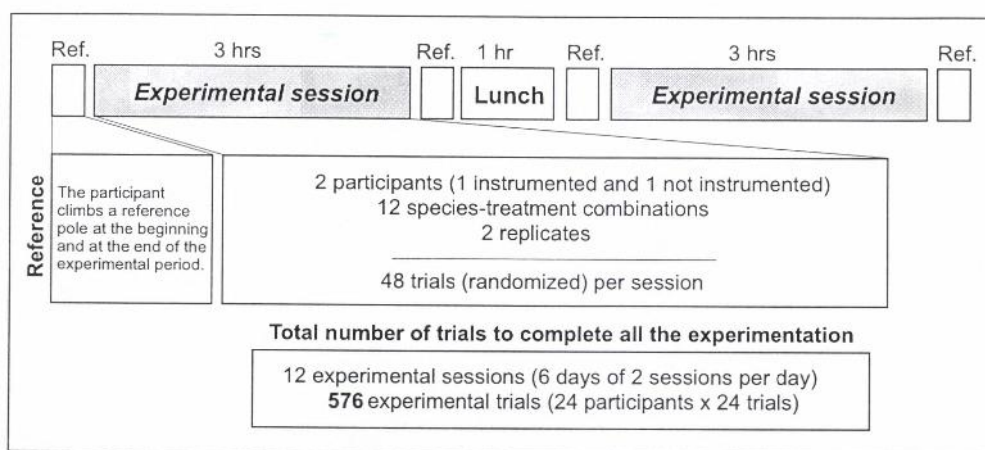 Ref. 3 hrs Ref. 1 hr Ref. 3 hrs Ref.
Experimental session Lunch Experimental session
Reference
The participant
climbs a reference
pole at the beginning
and at the end of the
experimental period.
2 participants (1 instrumented and 1 not instrumented)
12 species-treatment combinations
2 replicates
48 trials (randomized) per session
Total number of trials to complete all the experimentation
12 experimental sessions (6 days of 2 sessions per day)
576 experimental trials (24 participants x 24 trials)